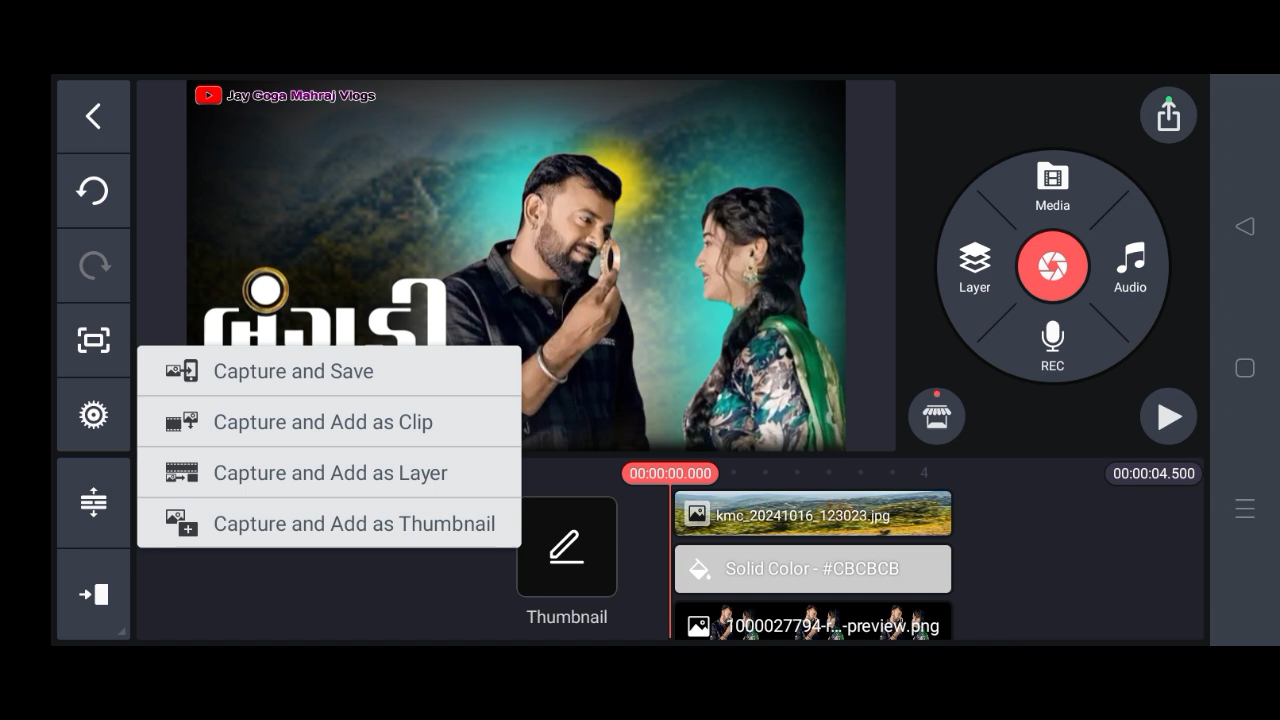 Jay Goga Mahraj Vlogs
બંગડી
Media
Layer
Audio
REC
Capture and Save
Capture and Add as Clip
Capture and Add as Layer
Capture and Add as Thumbnail
00:00:00.000
4
00:00:04.500
kmc_20241016_123023.jpg
Solid Color - #CBCBCB
Thumbnail
1000027794-r...-preview.png